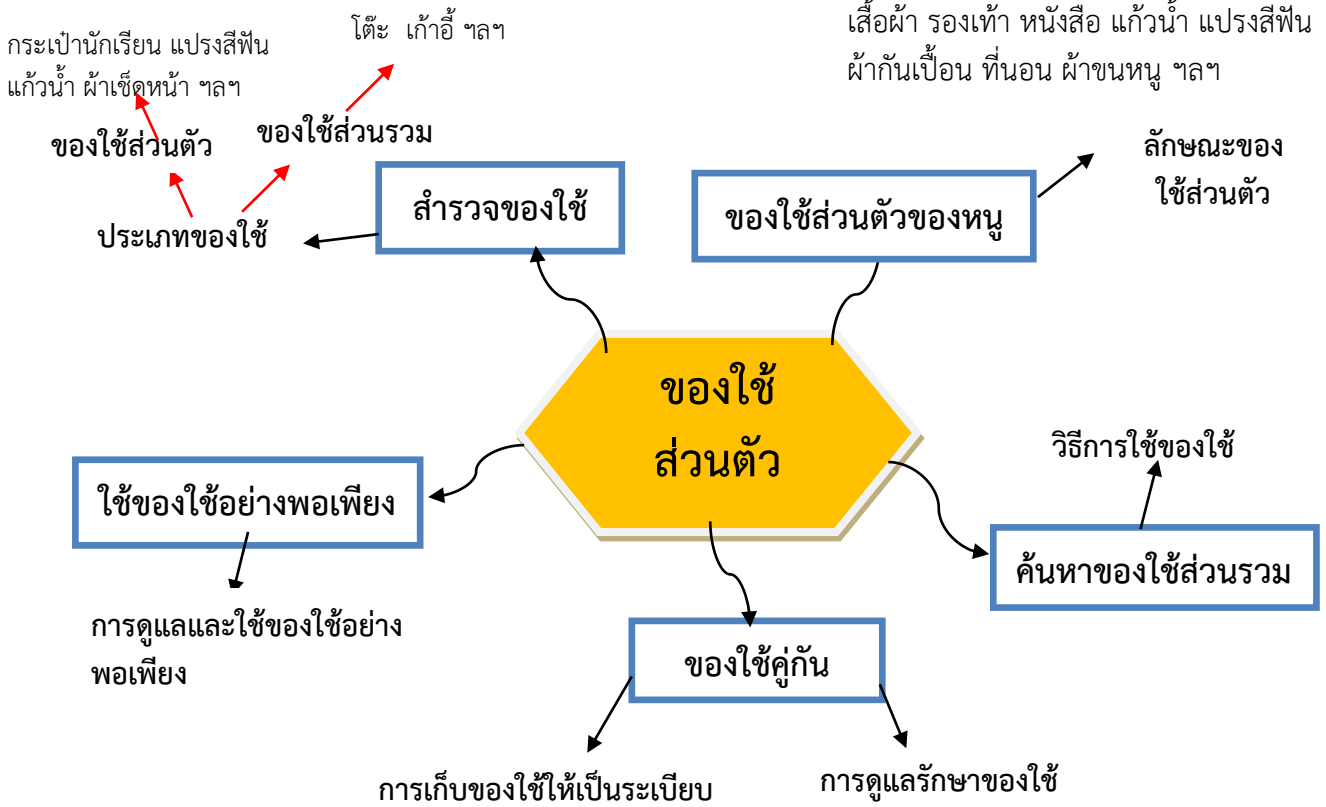 กระเป๋านักเรียน แปรงสีฟัน
แก้วน้ำ ผ้าเช็ดหน้า ฯลฯ
โต๊ะ เก้าอี้ ฯลฯ
เสื้อผ้า รองเท้า หนังสือ แก้วน้ำ แปรงสีฟัน
ผ้ากันเปื้อน ที่นอน ผ้าขนหนู ฯลฯ
ของใช้ส่วนตัว
ของใช้ส่วนรวม
ลักษณะของ
ใช้ส่วนตัว
ประเภทของใช้
สำรวจของใช้
ของใช้ส่วนตัวของหนู
ของใช้
ส่วนตัว
วิธีการใช้ของใช้
ใช้ของใช้อย่างพอเพียง
ค้นหาของใช้ส่วนรวม
การดูแลและใช้ของใช้อย่าง
พอเพียง
ของใช้คู่กัน
การเก็บของใช้ให้เป็นระเบียบ
การดูแลรักษาของใช้